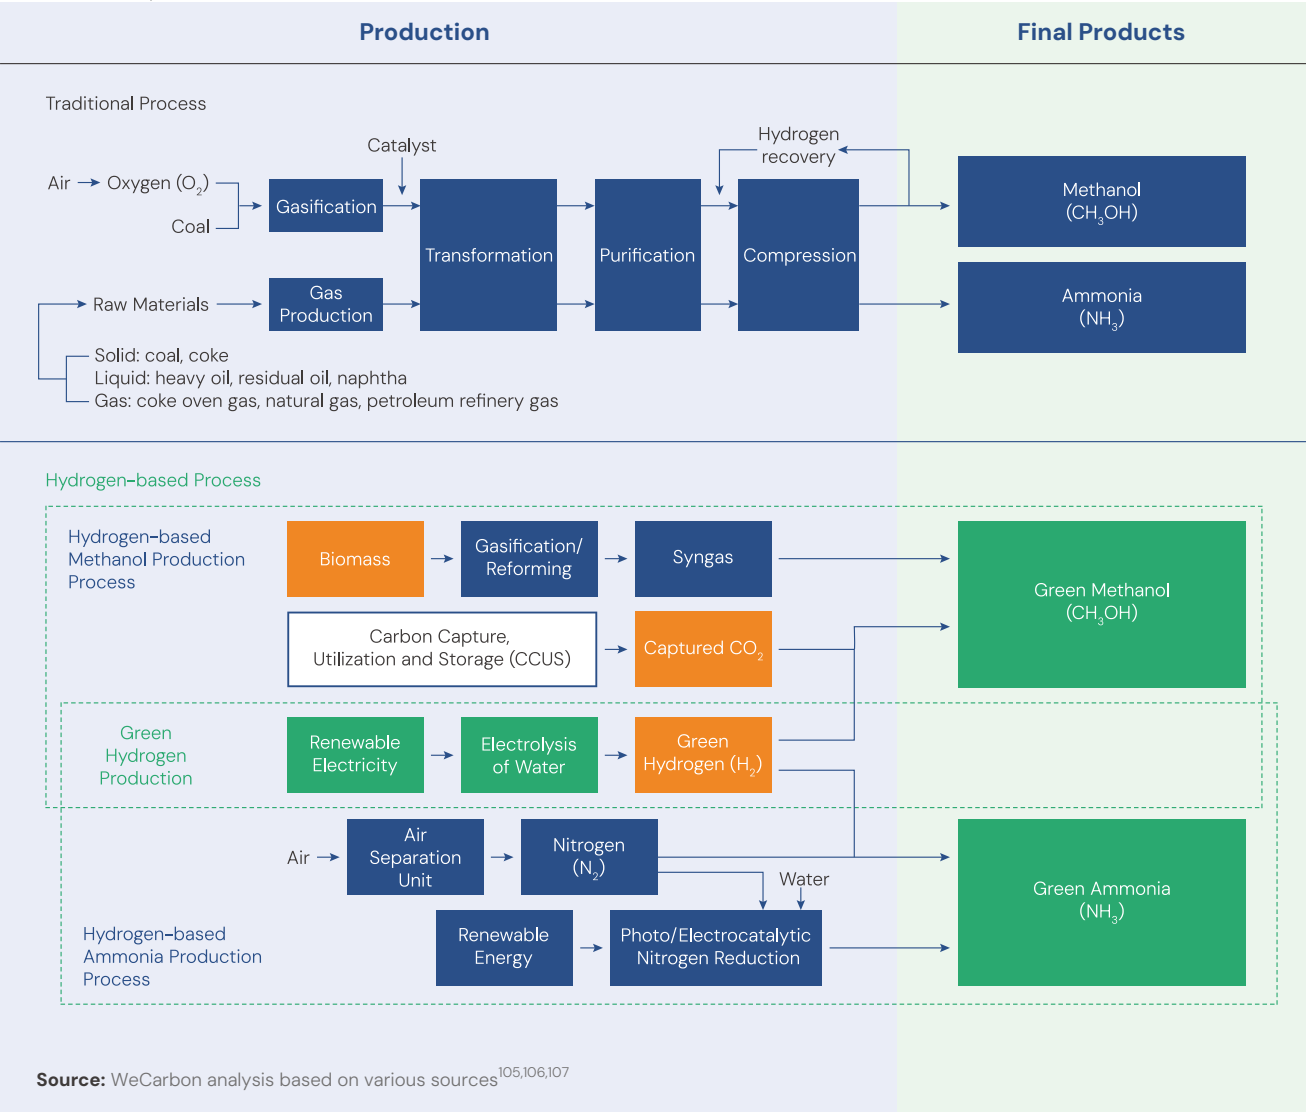 Production
Final Products
Traditional Process
Catalyst
Hydrogen
recovery
Air
Oxygen (O₂)
Coal
Gasification
Transformation
Purification
Compression
Methanol
(CH₃OH)
Raw Materials
Gas
Production
Ammonia
(NH₃)
Solid: coal, coke
Liquid: heavy oil, residual oil, naphtha
Gas: coke oven gas, natural gas, petroleum refinery gas
Hydrogen-based Process
Hydrogen-based
Methanol Production
Process
Biomass
Gasification/
Reforming
Syngas
Green Methanol
(CH₃OH)
Carbon Capture,
Utilization and Storage (CCUS)
Captured CO₂
Green
Hydrogen
Production
Renewable
Electricity
Electrolysis
of Water
Green
Hydrogen (H₂)
Air
Air
Separation
Unit
Nitrogen
(N₂)
Water
Green Ammonia
(NH₃)
Hydrogen-based
Ammonia Production
Process
Renewable
Energy
Photo/Electrocatalytic
Nitrogen Reduction
Source: WeCarbon analysis based on various sources¹⁰⁵,¹⁰⁶,¹⁰⁷